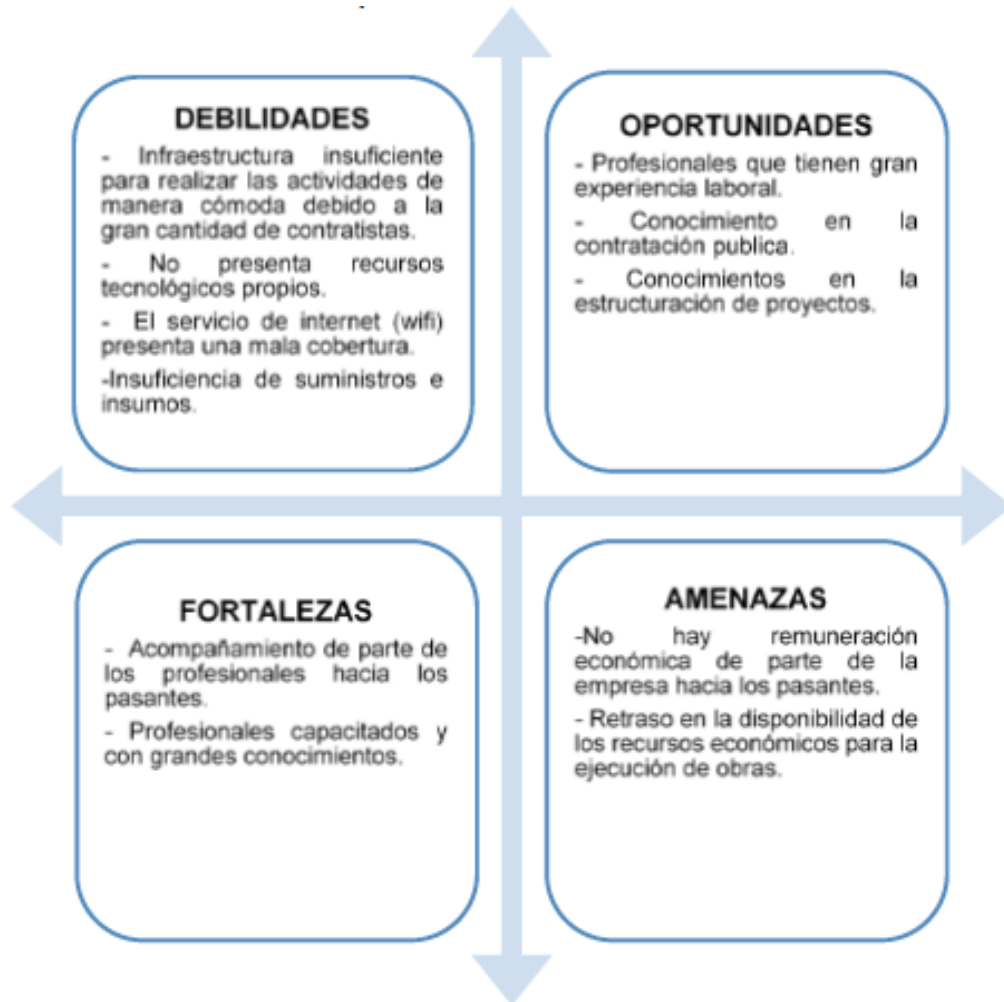 DEBILIDADES
- Infraestructura insuficiente
para realizar las actividades de
manera cómoda debido a la
gran cantidad de contratistas.
- No presenta recursos
tecnológicos propios.
- El servicio de internet (wifi)
presenta una mala cobertura.
-Insuficiencia de suministros e
insumos.
OPORTUNIDADES
- Profesionales que tienen gran
experiencia laboral.
- Conocimiento en la
contratación publica.
- Conocimientos en la
estructuración de proyectos.
FORTALEZAS
- Acompañamiento de parte de
los profesionales hacia los
pasantes.
- Profesionales capacitados y
con grandes conocimientos.
AMENAZAS
-No hay remuneración
económica de parte de la
empresa hacia los pasantes.
- Retraso en la disponibilidad de
los recursos económicos para la
ejecución de obras.